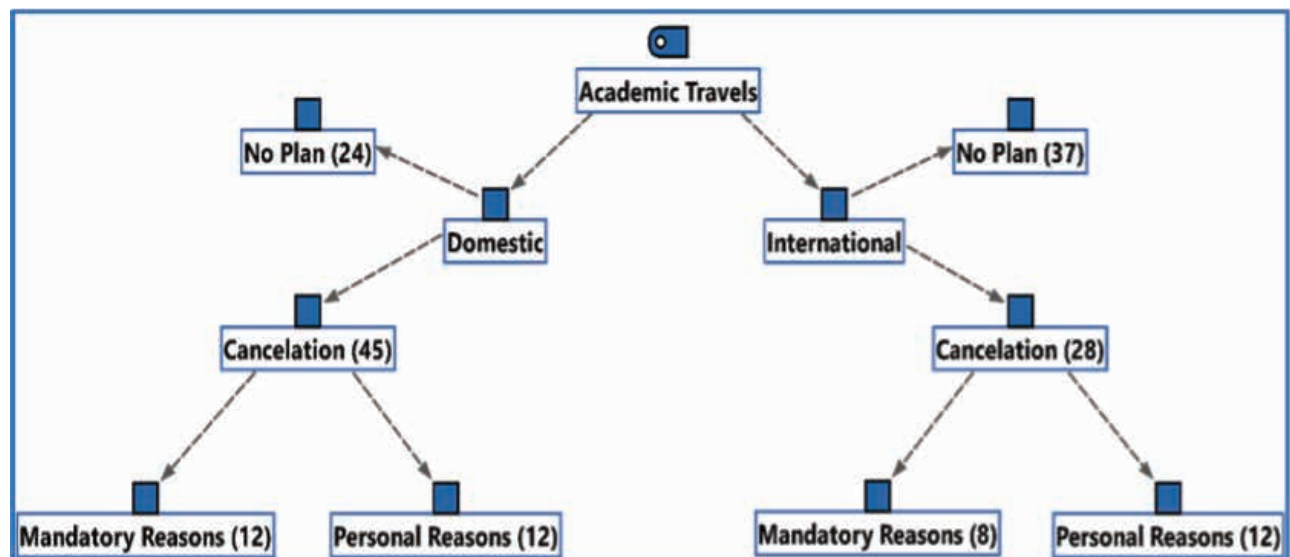 Academic Travels
No Plan (24)
No Plan (37)
Domestic
International
Cancelation (45)
Cancelation (28)
Mandatory Reasons (12)
Personal Reasons (12)
Mandatory Reasons (8)
Personal Reasons (12)